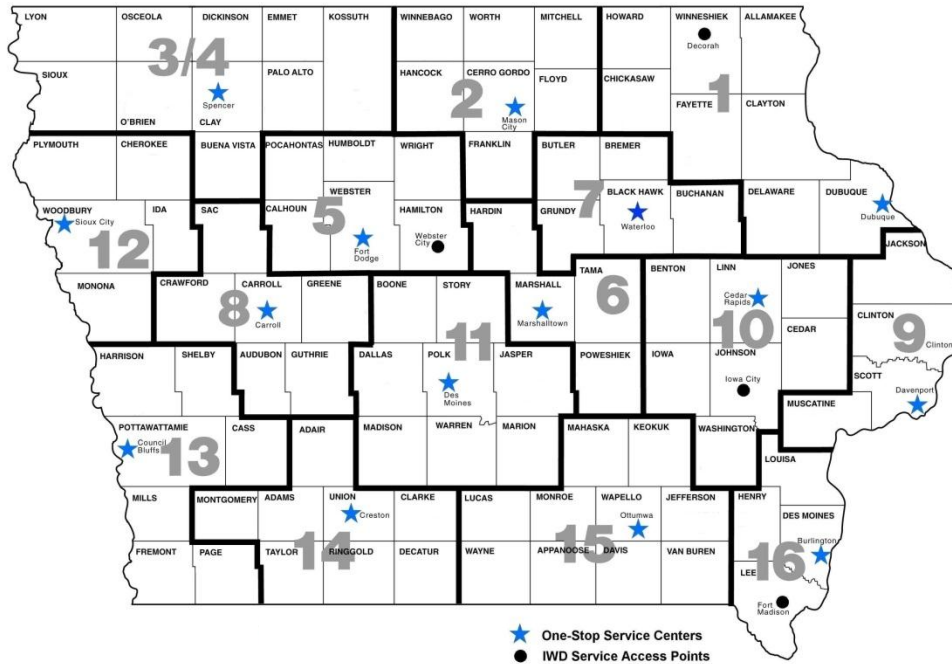 LYON
OSCEOLA
DICKINSON
EMMET
KOSSUTH
WINNEBAGO
WORTH
MITCHELL
HOWARD
WINNESHIEK
ALLAMAKEE
Decorah
3/4
SIOUX
PALO ALTO
HANCOCK
CERRO GORDO
FLOYD
CHICKASAW
2
1
Spencer
Mason
City
FAYETTE
CLAYTON
O'BRIEN
CLAY
PLYMOUTH
CHEROKEE
BUENA VISTA
POCAHONTAS
HUMBOLDT
WRIGHT
FRANKLIN
BUTLER
BREMER
WOODBURY
Sioux City
IDA
SAC
CALHOUN
WEBSTER
5
HAMILTON
HARDIN
GRUNDY
7
BLACK HAWK
BUCHANAN
DELAWARE
DUBUQUE
Waterloo
Dubuque
12
Fort
Dodge
Webster
City
JACKSON
MONONA
CRAWFORD
CARROLL
GREENE
BOONE
STORY
MARSHALL
TAMA
BENTON
LINN
JONES
8
Carroll
Marshalltown
6
Cedar
Rapids
10
CLINTON
9
Clinton
HARRISON
SHELBY
AUDUBON
GUTHRIE
DALLAS
POLK
11
JASPER
POWESHIEK
IOWA
JOHNSON
CEDAR
SCOTT
Des
Moines
Iowa City
Davenport
MUSCATINE
POTTAWATTAMIE
Council
Bluffs
13
CASS
ADAIR
MADISON
WARREN
MARION
MAHASKA
KEOKUK
WASHINGTON
LOUISA
MILLS
MONTGOMERY
ADAMS
UNION
CLARKE
LUCAS
MONROE
WAPELLO
JEFFERSON
HENRY
Creston
Ottumwa
DES MOINES
Burlington
FREMONT
PAGE
TAYLOR
14
RINGGOLD
DECATUR
WAYNE
APPANOOSE
15
DAVIS
VAN BUREN
LEE
16
Fort
Madison
One-Stop Service Centers
IWD Service Access Points